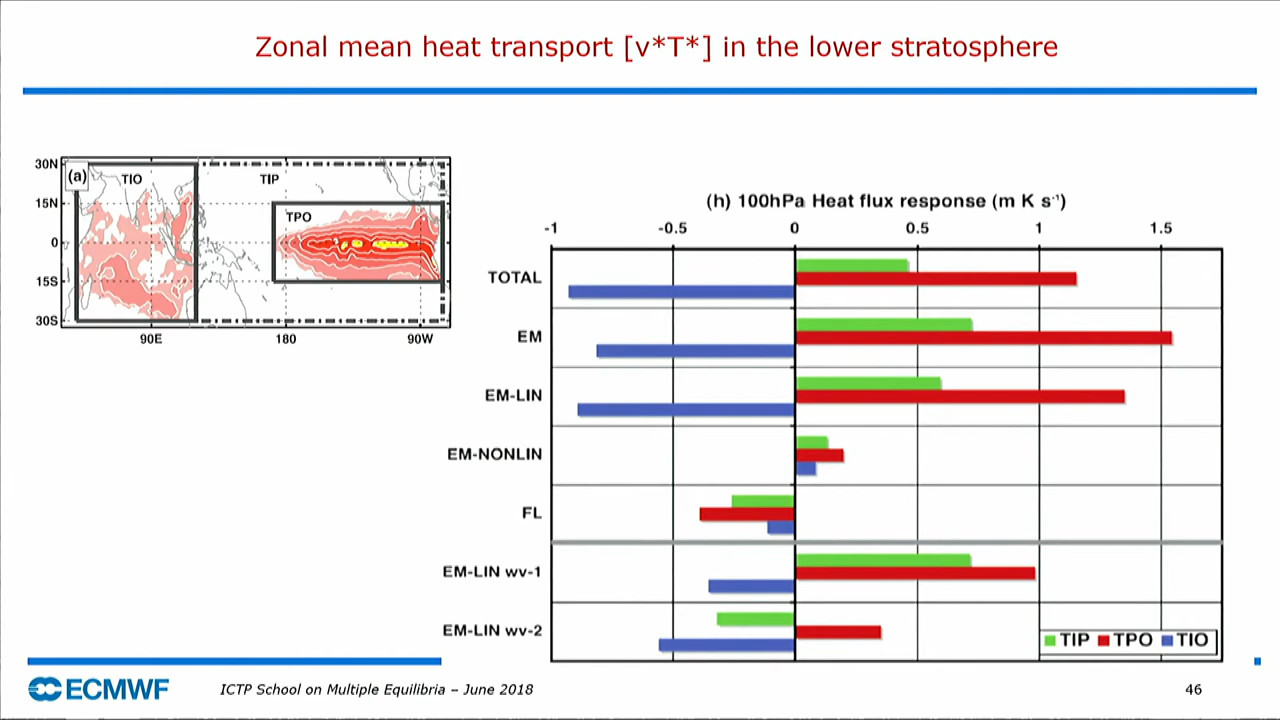 Zonal mean heat transport [v*T*] in the lower stratosphere
(a)
TIO
TIP
TPO
30N
15N
0
15S
30S
90E
180
90W
(h) 100hPa Heat flux response (m K s⁻¹)
-1
-0.5
0
0.5
1
1.5
TOTAL
EM
EM-LIN
EM-NONLIN
FL
EM-LIN wv-1
EM-LIN wv-2
TIP TPO TIO
ECMWF
ICTP School on Multiple Equilibria – June 2018
46